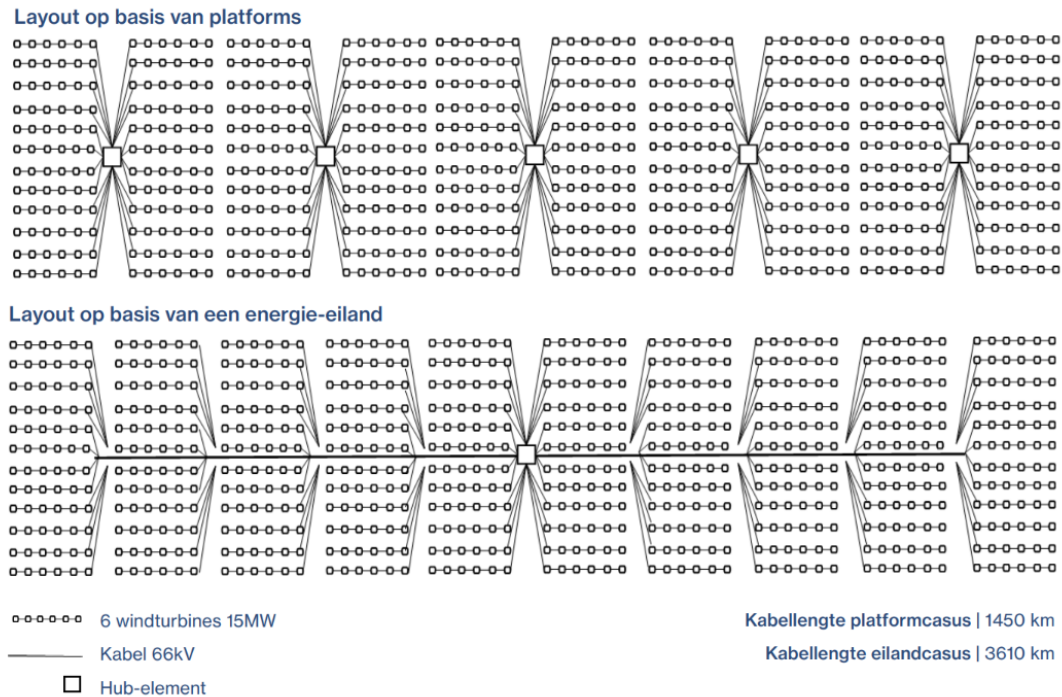 Layout op basis van platforms
Layout op basis van een energie-eiland
6 windturbines 15MW
Kabel 66kV
Hub-element
Kabellengte platformcasus | 1450 km
Kabellengte eilandcasus | 3610 km